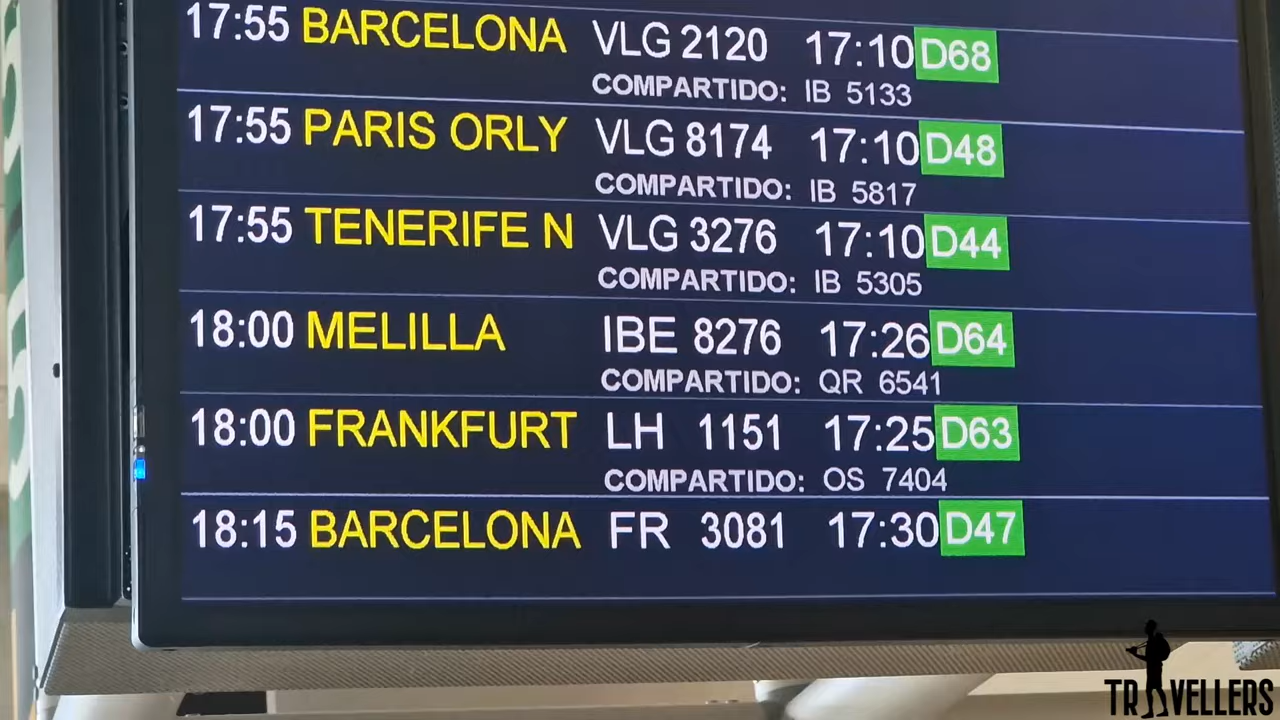 17:55 BARCELONA VLG 2120 17:10 D68
COMPARTIDO: IB 5133
17:55 PARIS ORLY VLG 8174 17:10 D48
COMPARTIDO: IB 5817
17:55 TENERIFE N VLG 3276 17:10 D44
COMPARTIDO: IB 5305
18:00 MELILLA IBE 8276 17:26 D64
COMPARTIDO: QR 6541
18:00 FRANKFURT LH 1151 17:25 D63
COMPARTIDO: OS 7404
18:15 BARCELONA FR 3081 17:30 D47
TRAVELLERS